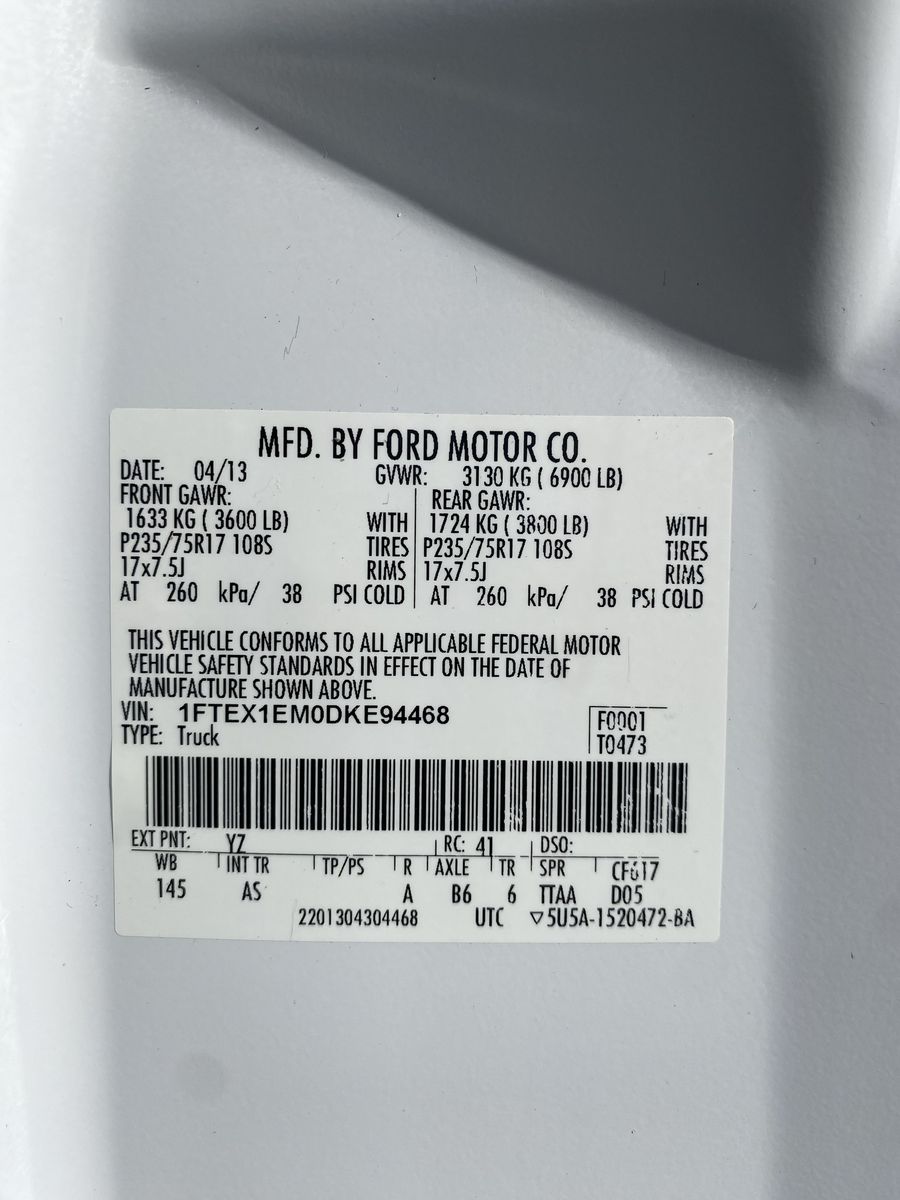 MFD. BY FORD MOTOR CO.
DATE: 04/13 GVWR: 3130 KG ( 6900 LB)
FRONT GAWR: REAR GAWR:
1633 KG ( 3600 LB) WITH 1724 KG ( 3800 LB) WITH
P235/75R17 108S TIRES P235/75R17 108S TIRES
17x7.5J RIMS 17x7.5J RIMS
AT 260 kPa/ 38 PSI COLD AT 260 kPa/ 38 PSI COLD
THIS VEHICLE CONFORMS TO ALL APPLICABLE FEDERAL MOTOR
VEHICLE SAFETY STANDARDS IN EFFECT ON THE DATE OF
MANUFACTURE SHOWN ABOVE.
VIN: 1FTEX1EM0DKE94468 F0001
TYPE: Truck T0473
EXT PNT: YZ RC: 41 DSO:
WB INT TR TP/PS R AXLE TR SPR CF617
145 AS A B6 6 TTAA D05
2201304304468 UTC ▽5U5A-1520472-BA